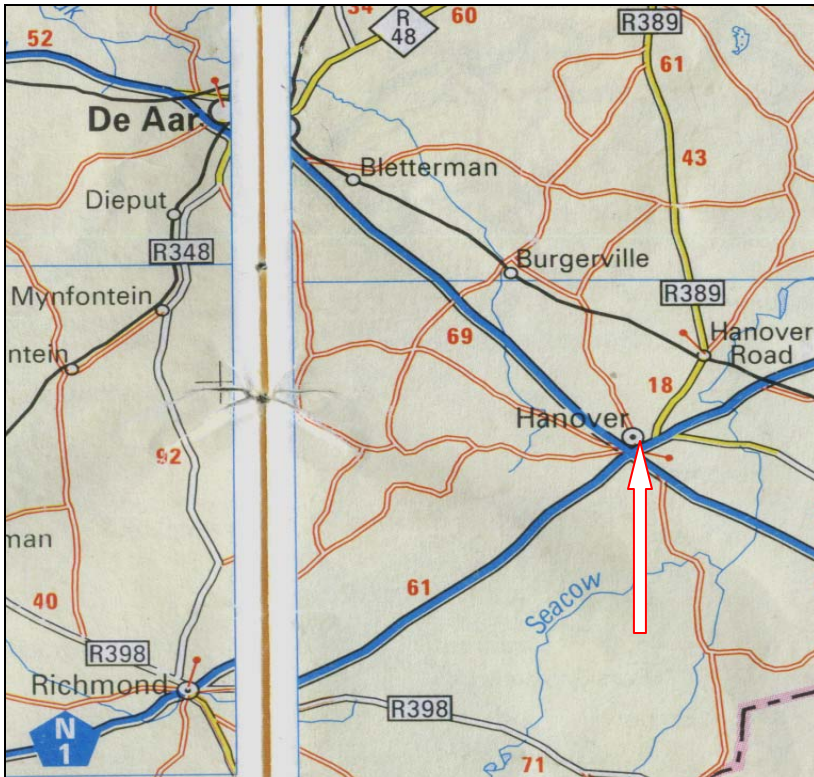 52
R
48
60
R389
61
De Aar
43
Bletterman
Dieput
R348
Burgerville
Mynfontein
R389
69
Hanover
Road
ntein
18
Hanover
92
man
61
40
Seacow
R398
Richmond
R398
N
1
71